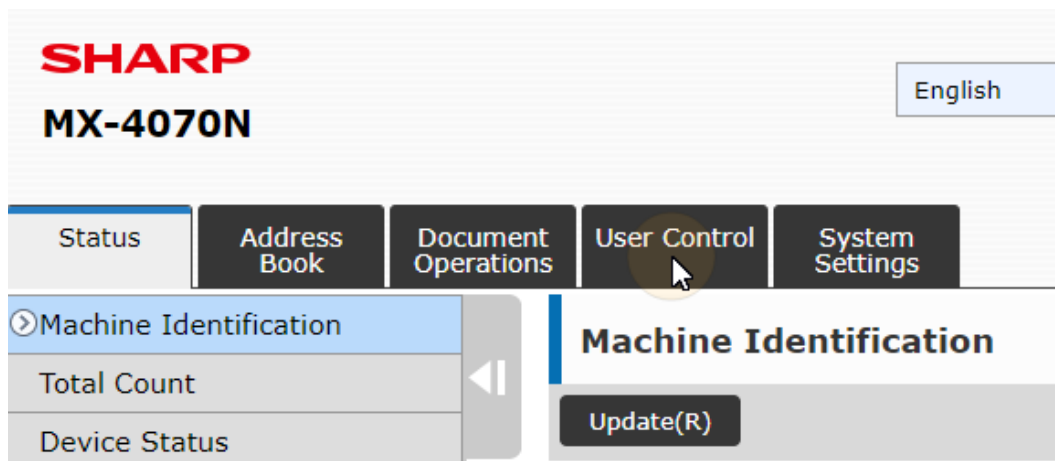 SHARP
MX-4070N
English
Status
Address
Book
Document
Operations
User Control
System
Settings
Machine Identification
Total Count
Device Status
Machine Identification
Update(R)